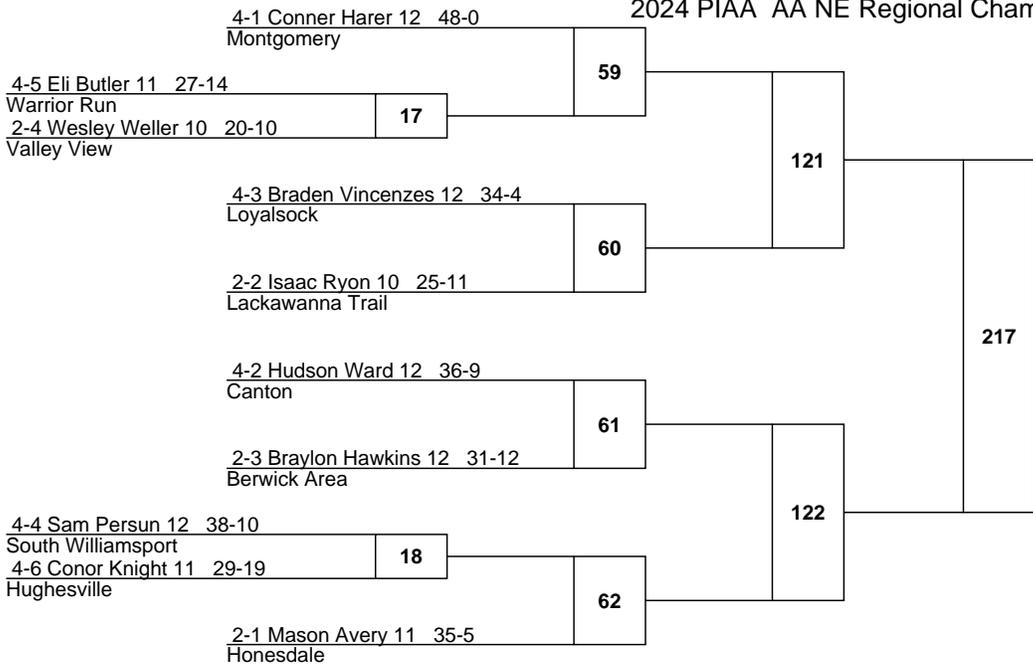 2024 PIAA AA NE Regional Cham
4-1 Conner Harer 12 48-0
Montgomery
59
4-5 Eli Butler 11 27-14
Warrior Run
17
2-4 Wesley Weller 10 20-10
Valley View
121
4-3 Braden Vincenzes 12 34-4
Loyalsock
60
2-2 Isaac Ryon 10 25-11
Lackawanna Trail
217
4-2 Hudson Ward 12 36-9
Canton
61
2-3 Braylon Hawkins 12 31-12
Berwick Area
122
4-4 Sam Persun 12 38-10
South Williamsport
18
4-6 Conor Knight 11 29-19
Hughesville
62
2-1 Mason Avery 11 35-5
Honesdale